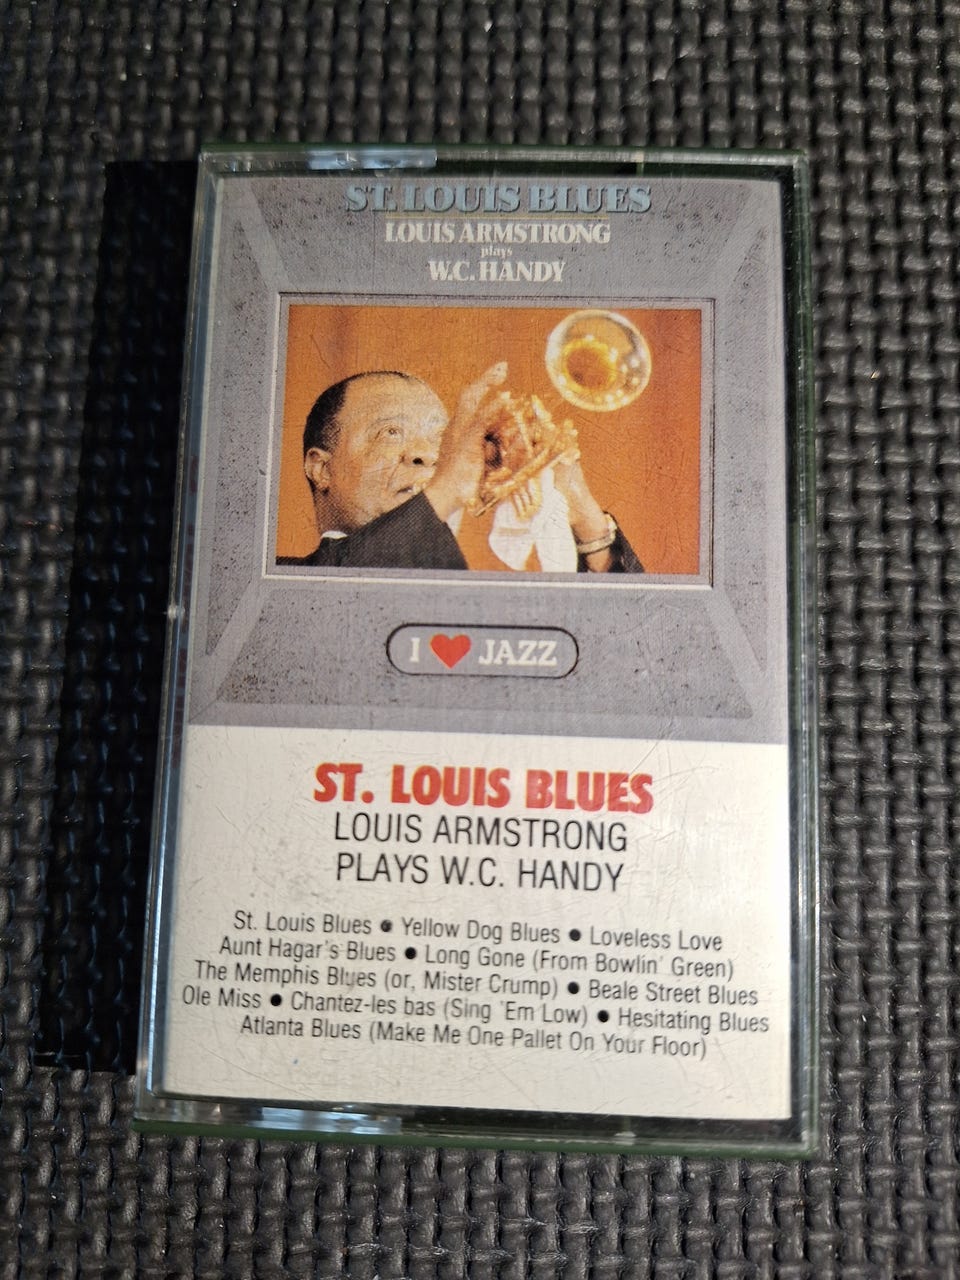 ST. LOUIS BLUES
LOUIS ARMSTRONG
plays
W.C. HANDY
I ❤ JAZZ
ST. LOUIS BLUES
LOUIS ARMSTRONG
PLAYS W.C. HANDY
St. Louis Blues • Yellow Dog Blues • Loveless Love
Aunt Hagar's Blues • Long Gone (From Bowlin' Green)
The Memphis Blues (or, Mister Crump) • Beale Street Blues
Ole Miss • Chantez-les bas (Sing 'Em Low) • Hesitating Blues
Atlanta Blues (Make Me One Pallet On Your Floor)